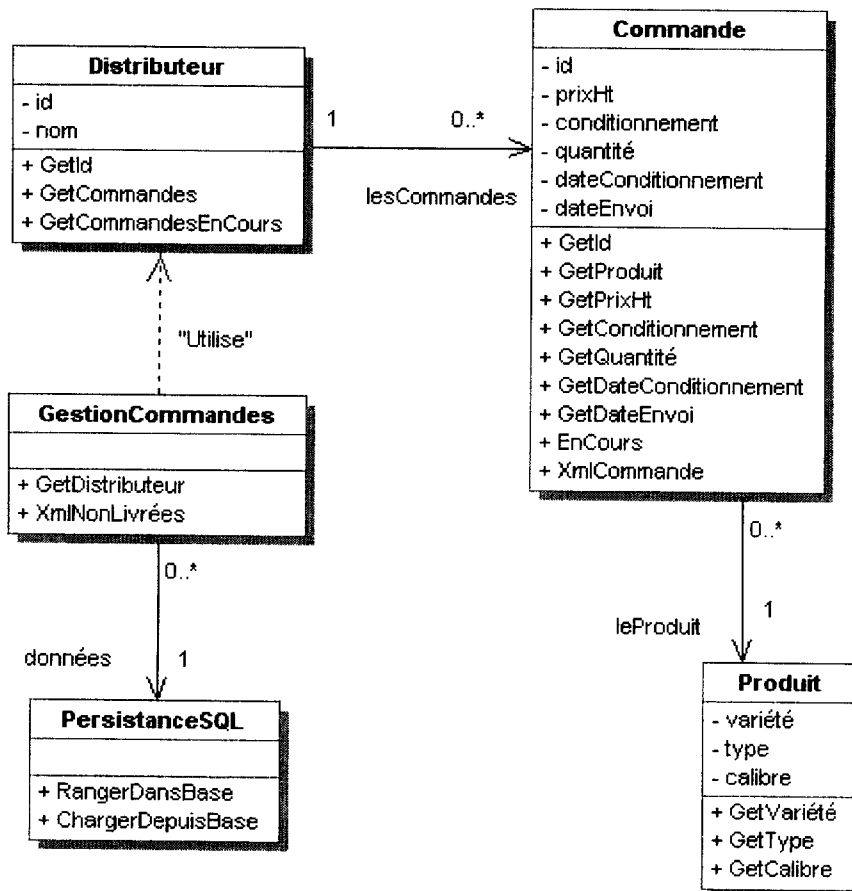 Distributeur
- id
- nom
+ GetId
+ GetCommandes
+ GetCommandesEnCours
1
0..*
lesCommandes
Commande
- id
- prixHt
- conditionnement
- quantité
- dateConditionnement
- dateEnvoi
+ GetId
+ GetProduit
+ GetPrixHt
+ GetConditionnement
+ GetQuantité
+ GetDateConditionnement
+ GetDateEnvoi
+ EnCours
+ XmlCommande
"Utilise"
GestionCommandes
+ GetDistributeur
+ XmlNonLivrées
0..*
données
1
PersistanceSQL
+ RangerDansBase
+ ChargerDepuisBase
0..*
leProduit
1
Produit
- variété
- type
- calibre
+ GetVariété
+ GetType
+ GetCalibre